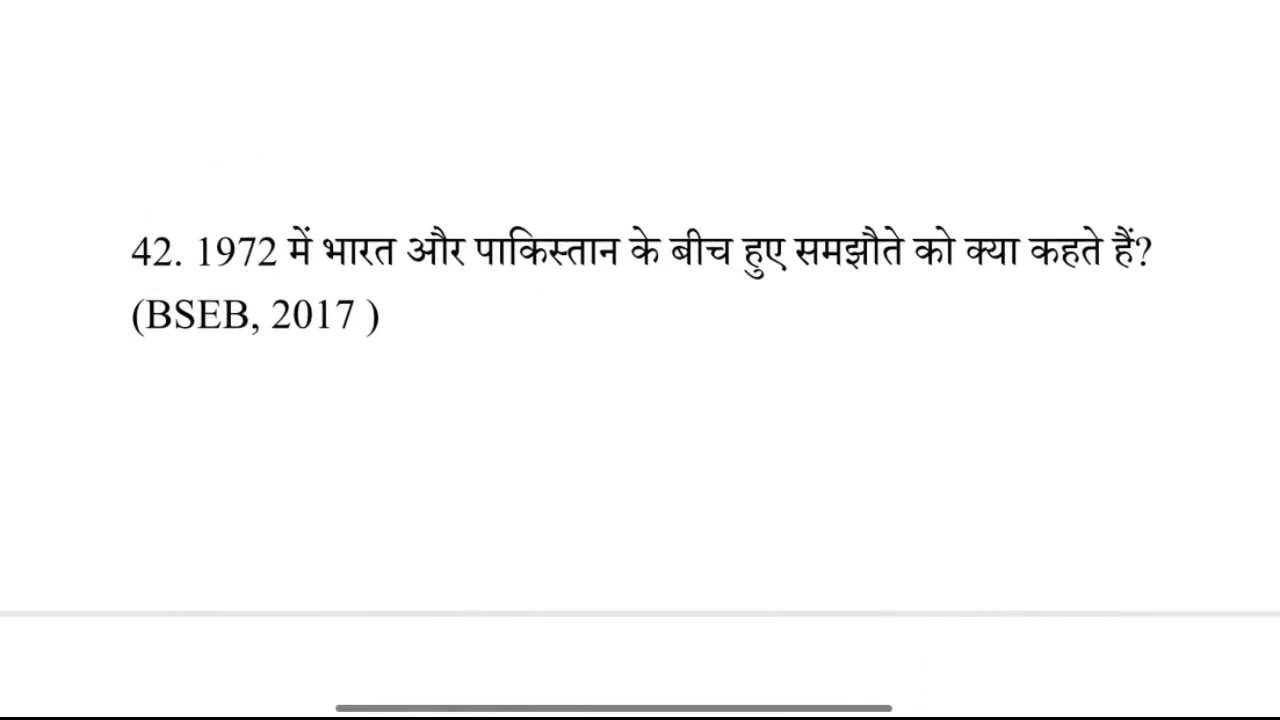 42. 1972 में भारत और पाकिस्तान के बीच हुए समझौते को क्या कहते हैं?
(BSEB, 2017 )